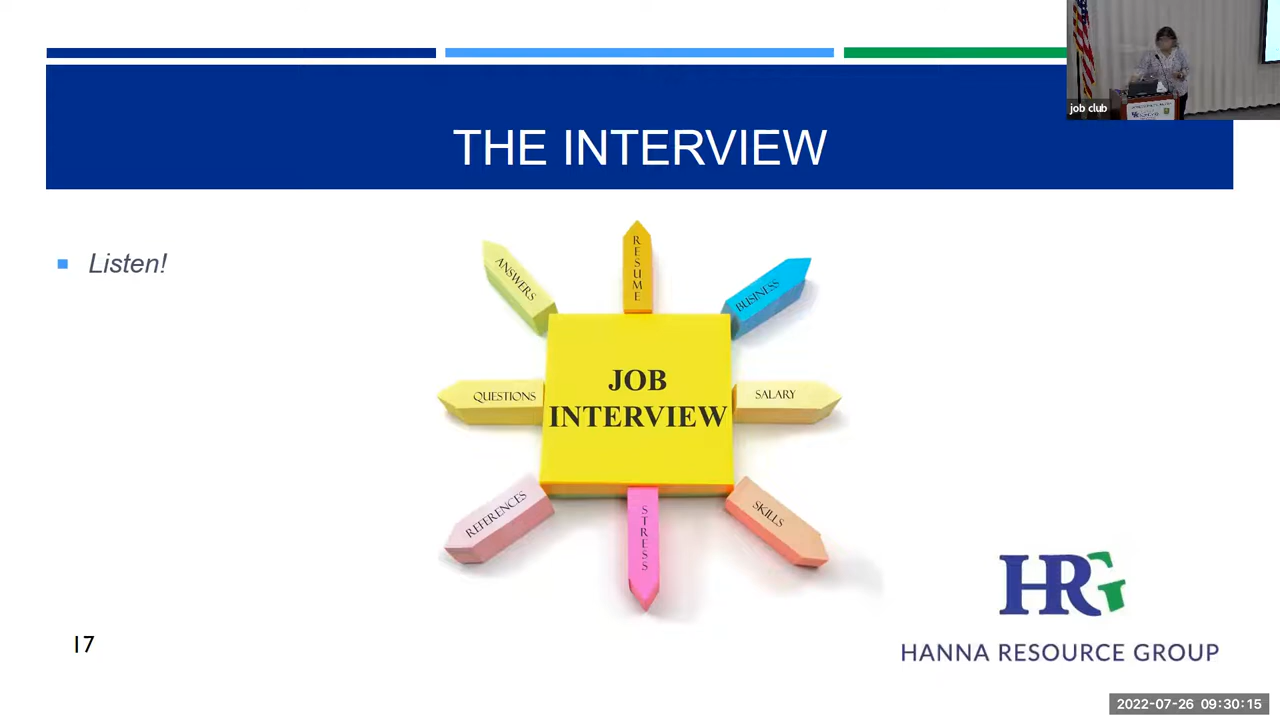 job club
THE INTERVIEW
Listen!
RESUME
ANSWERS
BUSINESS
JOB
INTERVIEW
QUESTIONS
SALARY
REFERENCES
STRESS
SKILLS
HRG
HANNA RESOURCE GROUP
17
2022-07-26 09:30:15